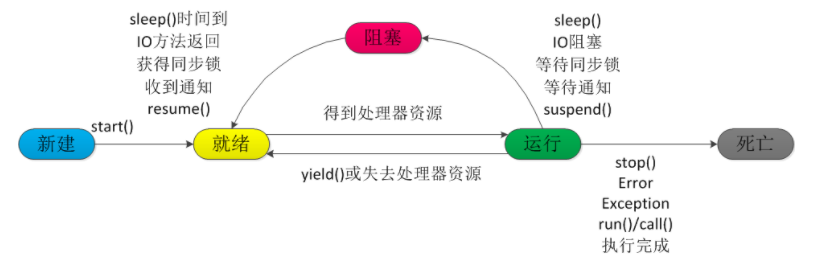 sleep()时间到
IO方法返回
获得同步锁
收到通知
resume()
阻塞
sleep()
IO阻塞
等待同步锁
等待通知
suspend()
新建
start()
就绪
得到处理器资源
yield()或失去处理器资源
运行
死亡
stop()
Error
Exception
run()/call()
执行完成